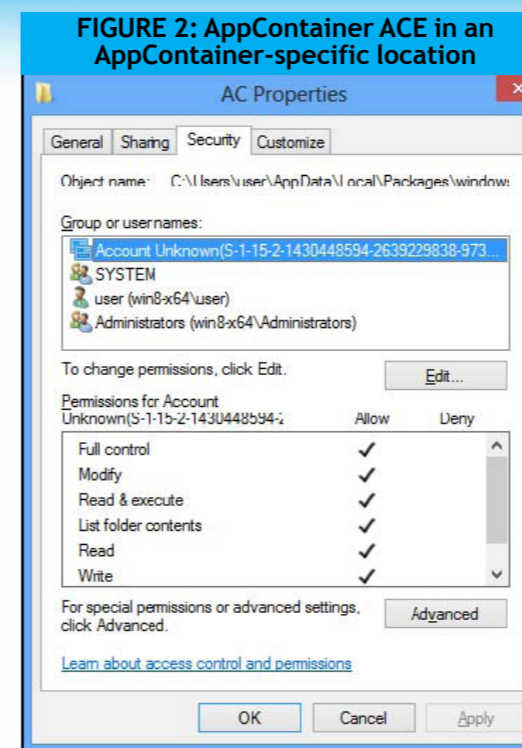 FIGURE 2: AppContainer ACE in an
AppContainer-specific location
AC Properties
General Sharing Security Customize
Object name: C:\Users\user\AppData\Local\Packages\windows
Group or user names:
Account Unknown(S-1-15-2-1430448594-2639229838-973...
SYSTEM
user (win8-x64\user)
Administrators (win8-x64\Administrators)
To change permissions, click Edit.
Edit...
Permissions for Account
Unknown(S-1-15-2-1430448594-2
Allow
Deny
Full control
Modify
Read & execute
List folder contents
Read
Write
For special permissions or advanced settings,
click Advanced.
Advanced
Learn about access control and permissions
OK
Cancel
Apply